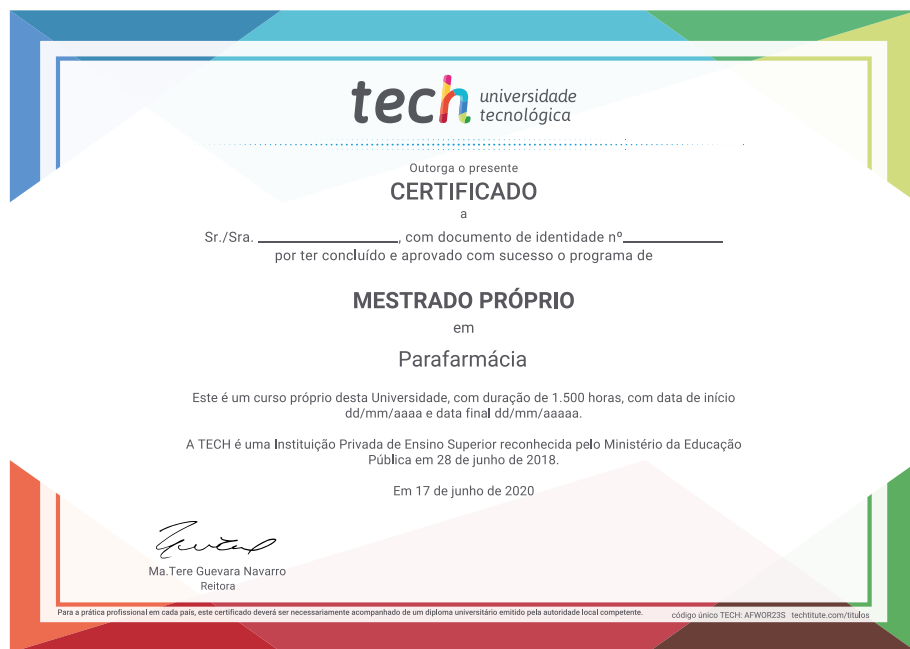 tech universidade
tecnológica
Outorga o presente
CERTIFICADO
a
Sr./Sra. ____________________, com documento de identidade nº______________
por ter concluído e aprovado com sucesso o programa de
MESTRADO PRÓPRIO
em
Parafarmácia
Este é um curso próprio desta Universidade, com duração de 1.500 horas, com data de início
dd/mm/aaaa e data final dd/mm/aaaaa.
A TECH é uma Instituição Privada de Ensino Superior reconhecida pelo Ministério da Educação
Pública em 28 de junho de 2018.
Em 17 de junho de 2020
Ma.Tere Guevara Navarro
Reitora
Para a prática profissional em cada país, este certificado deverá ser necessariamente acompanhado de um diploma universitário emitido pela autoridade local competente.
código único TECH: AFWOR23S techtitute.com/titulos